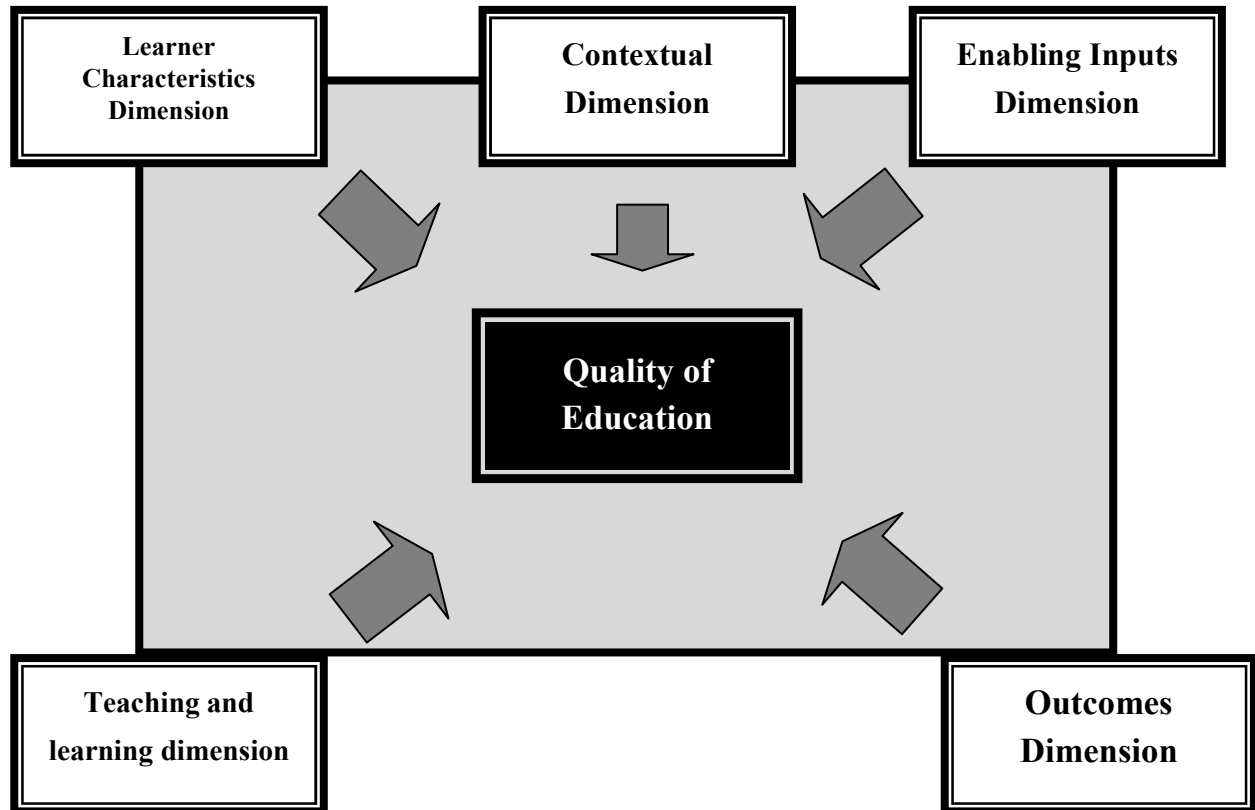 Learner
Characteristics
Dimension
Contextual
Dimension
Enabling Inputs
Dimension
Quality of
Education
Teaching and
learning dimension
Outcomes
Dimension